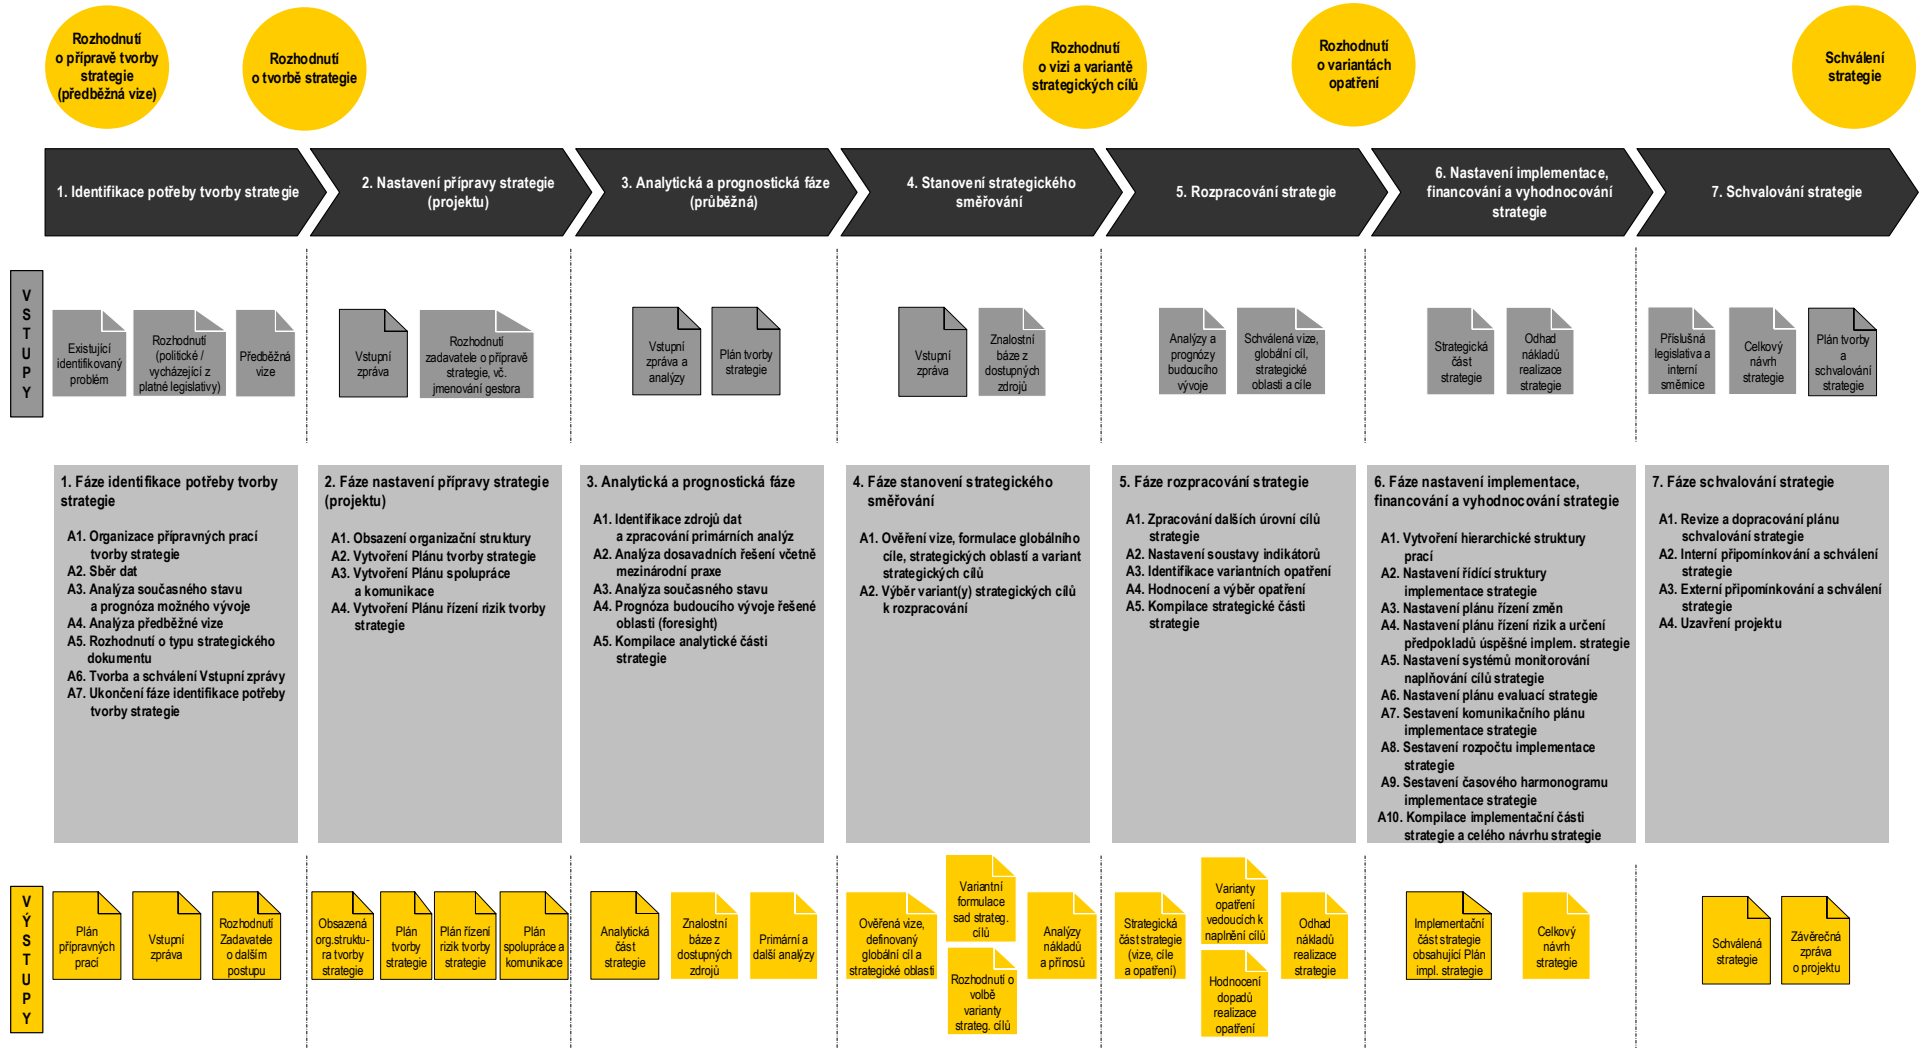 Rozhodnutí
o přípravě tvorby
strategie
(předběžná vize)
Rozhodnutí
o tvorbě strategie
Rozhodnutí
o vizi a variantě
strategických cílů
Rozhodnutí
o variantách
opatření
Schválení
strategie
1. Identifikace potřeby tvorby strategie
2. Nastavení přípravy strategie
(projektu)
3. Analytická a prognostická fáze
(průběžná)
4. Stanovení strategického
směřování
5. Rozpracování strategie
6. Nastavení implementace,
financování a vyhodnocování
strategie
7. Schvalování strategie
V
S
T
U
P
Y
Existující
identifikovaný
problém
Rozhodnutí
(politické /
vycházející z
platné legislativy)
Předběžná
vize
Vstupní
zpráva
Rozhodnutí
zadavatele o přípravě
strategie, vč.
jmenování gestora
Vstupní
zpráva a
analýzy
Plán tvorby
strategie
Vstupní
zpráva
Znalostní
báze z
dostupných
zdrojů
Analýzy a
prognózy
budoucího
vývoje
Schválená vize,
globální cíl,
strategické
oblasti a cíle
Strategická
část
strategie
Odhad
nákladů
realizace
strategie
Příslušná
legislativa a
interní
směrnice
Celkový
návrh
strategie
Plán tvorby
a
schvalování
strategie
1. Fáze identifikace potřeby tvorby
strategie
A1. Organizace přípravných prací
tvorby strategie
A2. Sběr dat
A3. Analýza současného stavu
a prognóza možného vývoje
A4. Analýza předběžné vize
A5. Rozhodnutí o typu strategického
dokumentu
A6. Tvorba a schválení Vstupní zprávy
A7. Ukončení fáze identifikace potřeby
tvorby strategie
2. Fáze nastavení přípravy strategie
(projektu)
A1. Obsazení organizační struktury
A2. Vytvoření Plánu tvorby strategie
A3. Vytvoření Plánu spolupráce
a komunikace
A4. Vytvoření Plánu řízení rizik tvorby
strategie
3. Analytická a prognostická fáze
A1. Identifikace zdrojů dat
a zpracování primárních analýz
A2. Analýza dosavadních řešení včetně
mezinárodní praxe
A3. Analýza současného stavu
A4. Prognóza budoucího vývoje řešené
oblasti (foresight)
A5. Kompilace analytické části
strategie
4. Fáze stanovení strategického
směřování
A1. Ověření vize, formulace globálního
cíle, strategických oblastí a variant
strategických cílů
A2. Výběr variant(y) strategických cílů
k rozpracování
5. Fáze rozpracování strategie
A1. Zpracování dalších úrovní cílů
strategie
A2. Nastavení soustavy indikátorů
A3. Identifikace variantních opatření
A4. Hodnocení a výběr opatření
A5. Kompilace strategické části
strategie
6. Fáze nastavení implementace,
financování a vyhodnocování strategie
A1. Vytvoření hierarchické struktury
prací
A2. Nastavení řídící struktury
implementace strategie
A3. Nastavení plánu řízení změn
A4. Nastavení plánu řízení rizik a určení
předpokladů úspěšné implem. strategie
A5. Nastavení systémů monitorování
naplňování cílů strategie
A6. Nastavení plánu evaluací strategie
A7. Sestavení komunikačního plánu
implementace strategie
A8. Sestavení rozpočtu implementace
strategie
A9. Sestavení časového harmonogramu
implementace strategie
A10. Kompilace implementační části
strategie a celého návrhu strategie
7. Fáze schvalování strategie
A1. Revize a dopracování plánu
schvalování strategie
A2. Interní připomínkování a schválení
strategie
A3. Externí připomínkování a schválení
strategie
A4. Uzavření projektu
V
Ý
S
T
U
P
Y
Plán
přípravných
prací
Vstupní
zpráva
Rozhodnutí
Zadavatele
o dalším
postupu
Obsazená
org.struktu-
ra tvorby
strategie
Plán
tvorby
strategie
Plán řízení
rizik tvorby
strategie
Plán
spolupráce a
komunikace
Analytická
část
strategie
Znalostní
báze z
dostupných
zdrojů
Primární a
další analýzy
Ověřená vize,
definovaný
globální cíl a
strategické oblasti
Variantní
formulace
sad strateg.
cílů
Rozhodnutí o
volbě
varianty
strateg. cílů
Analýzy
nákladů
a přínosů
Strategická
část strategie
(vize, cíle
a opatření)
Varianty
opatření
vedoucích k
naplnění cílů
Hodnocení
dopadů
realizace
opatření
Odhad
nákladů
realizace
strategie
Implementační
část strategie
obsahující Plán
impl. strategie
Celkový
návrh
strategie
Schválená
strategie
Závěrečná
zpráva
o projektu